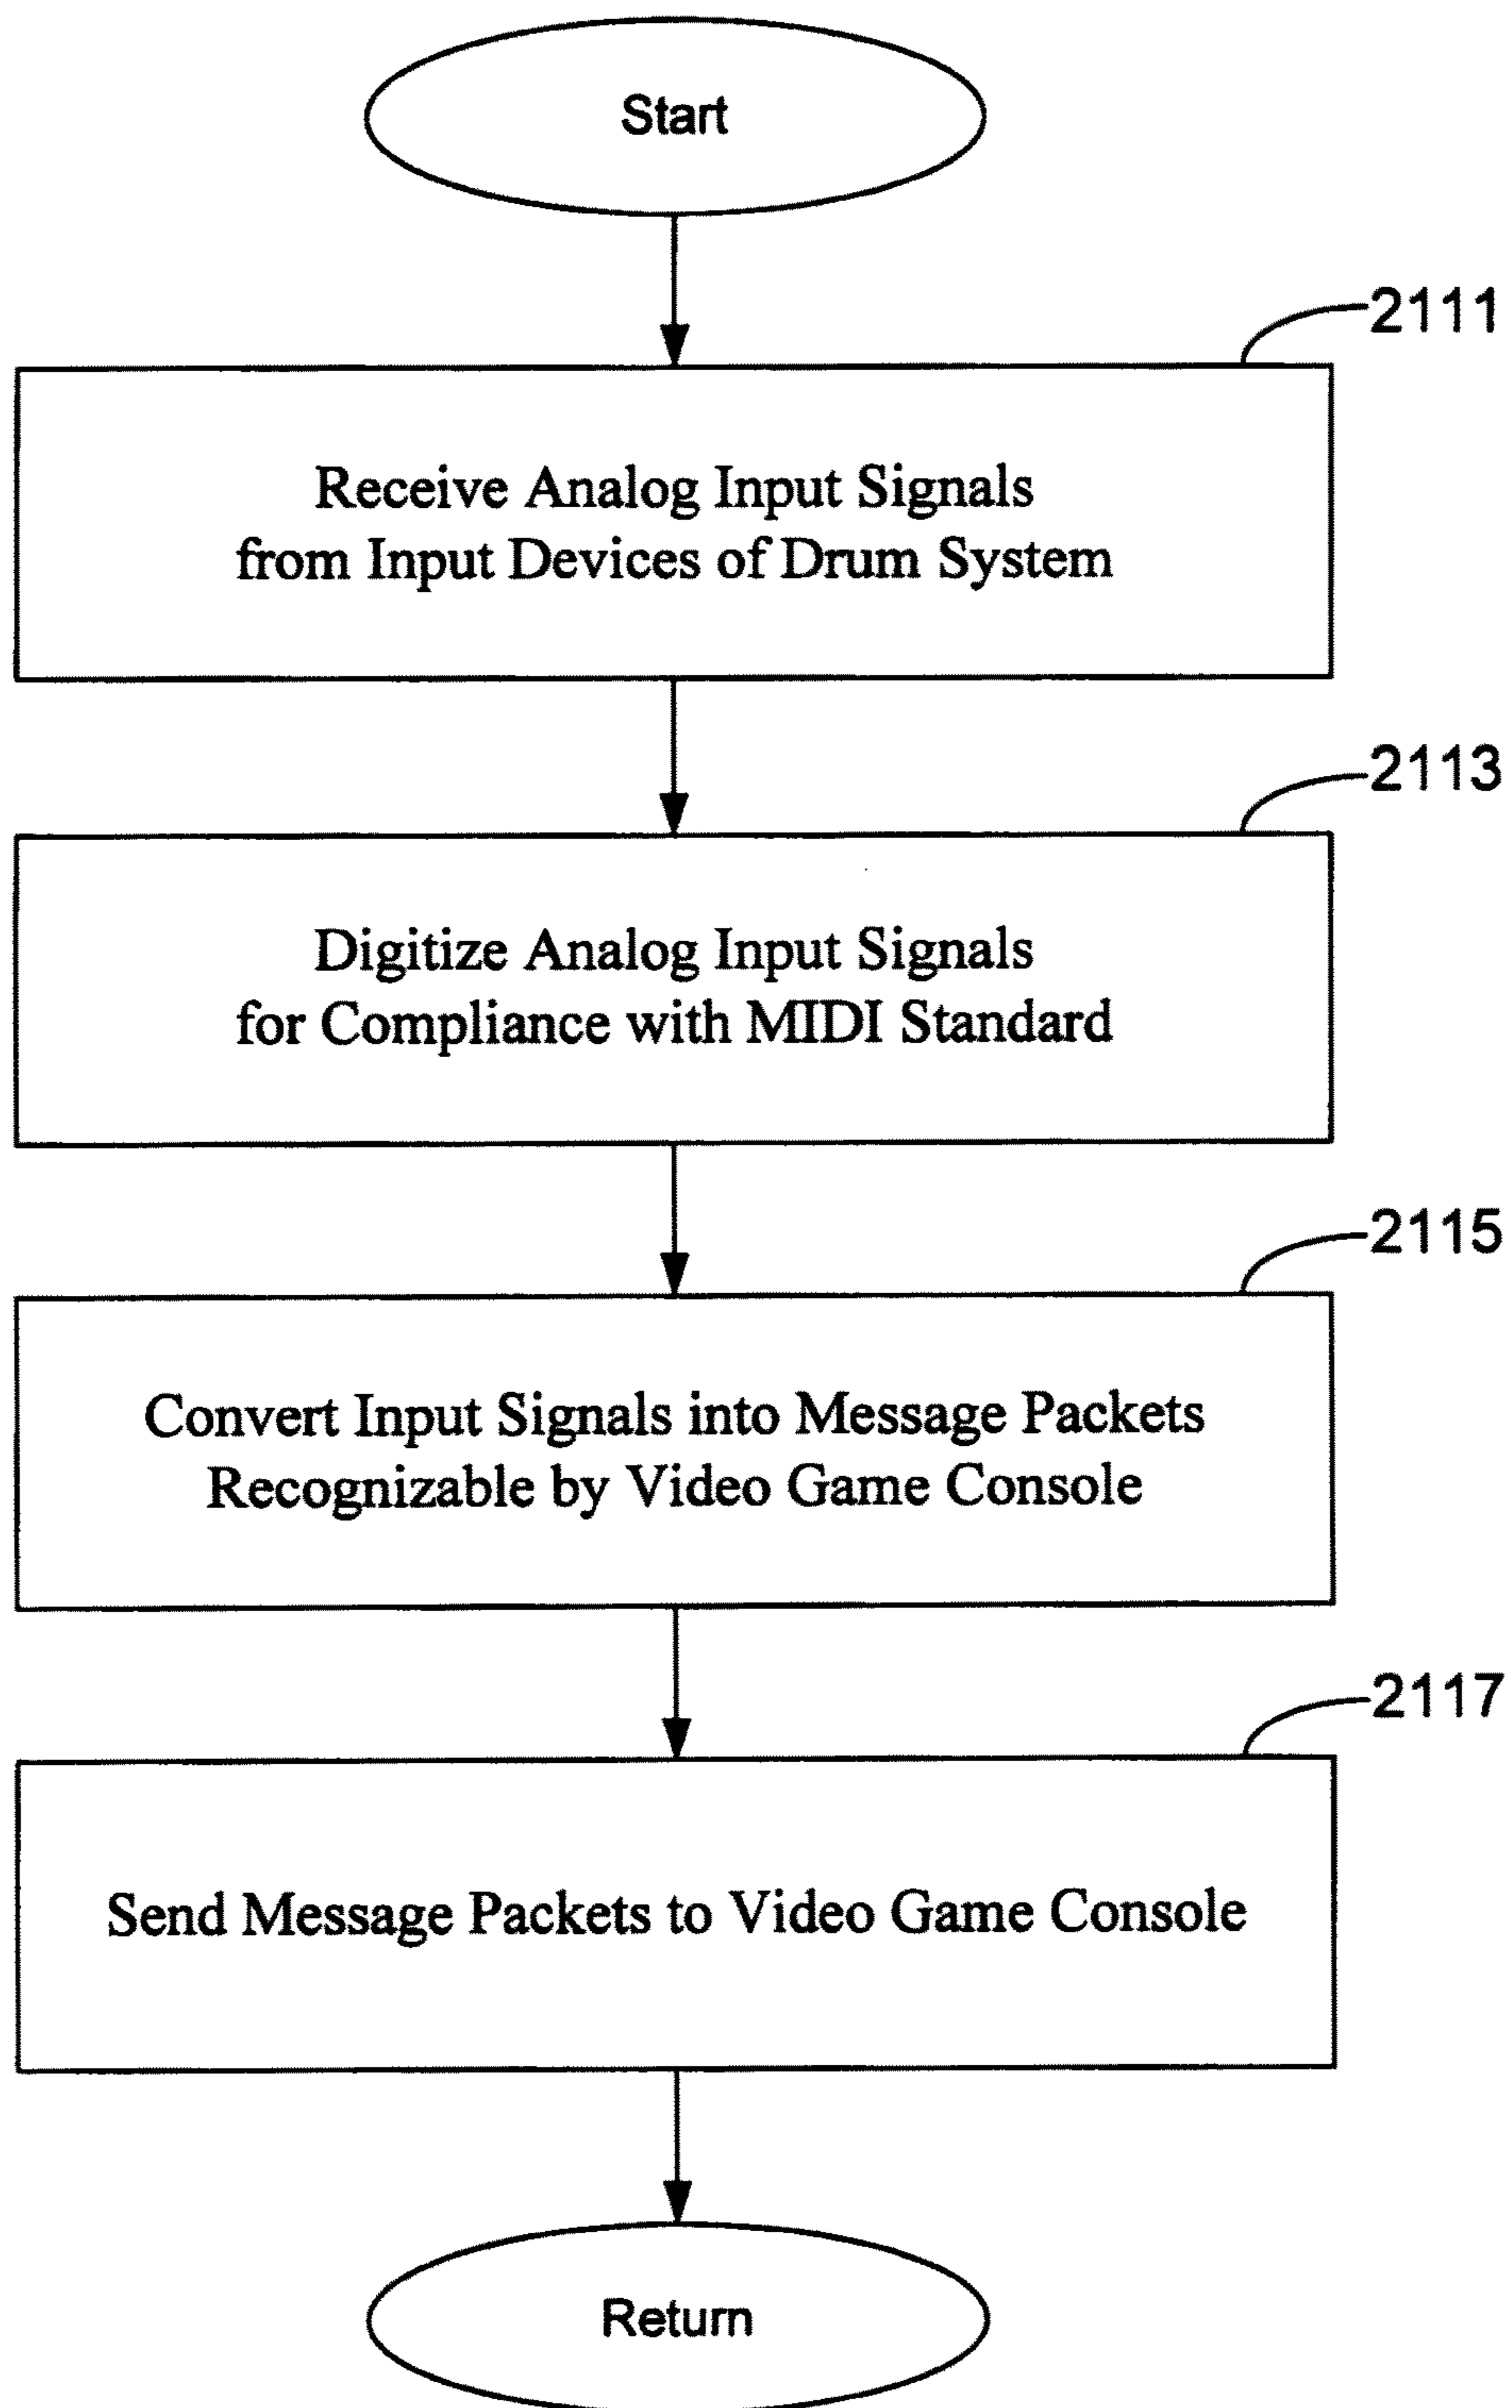 Start
2111
Receive Analog Input Signals
from Input Devices of Drum System
2113
Digitize Analog Input Signals
for Compliance with MIDI Standard
2115
Convert Input Signals into Message Packets
Recognizable by Video Game Console
2117
Send Message Packets to Video Game Console
Return